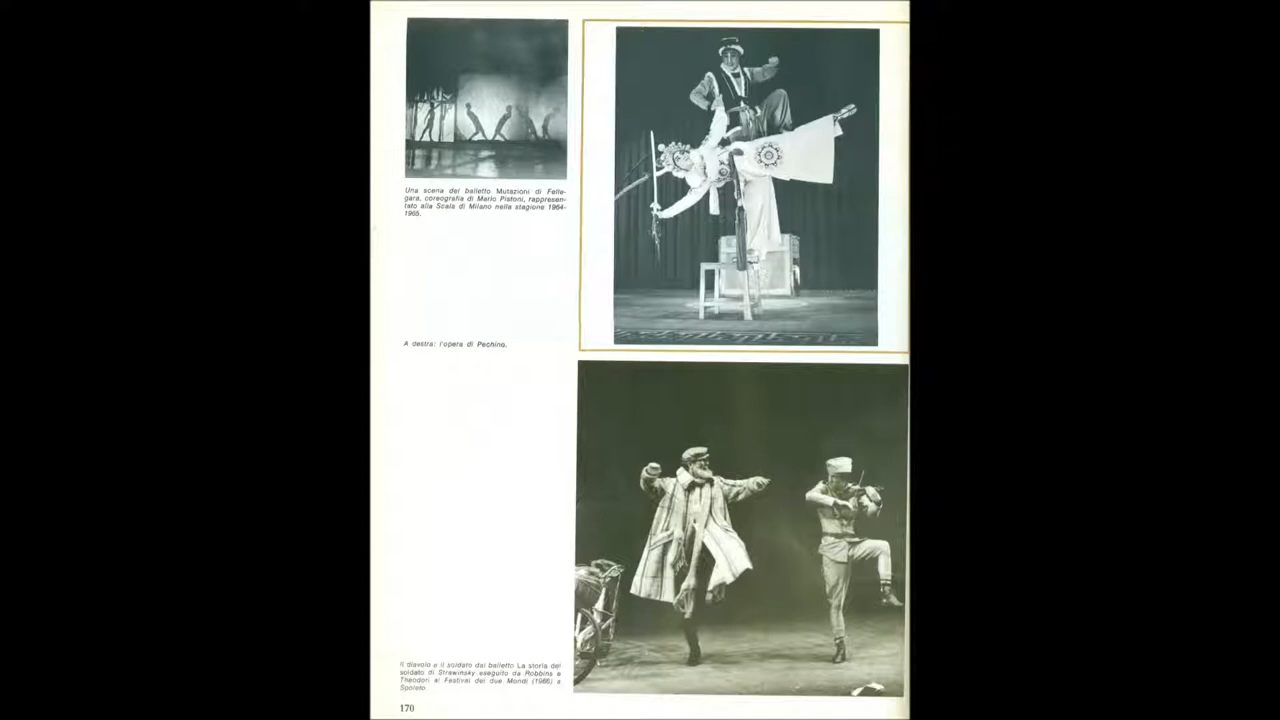 Una scena del balletto Mutazioni di Felle-
gara, coreografia di Mario Pistoni, rappresen-
tato alla Scala di Milano nella stagione 1964-
1965.
A destra: l'opera di Pechino.
Il diavolo e il soldato dal balletto La storia del
soldato di Strawinsky eseguito da Robbins e
Theodori al Festival dei due Mondi (1966) a
Spoleto.
170